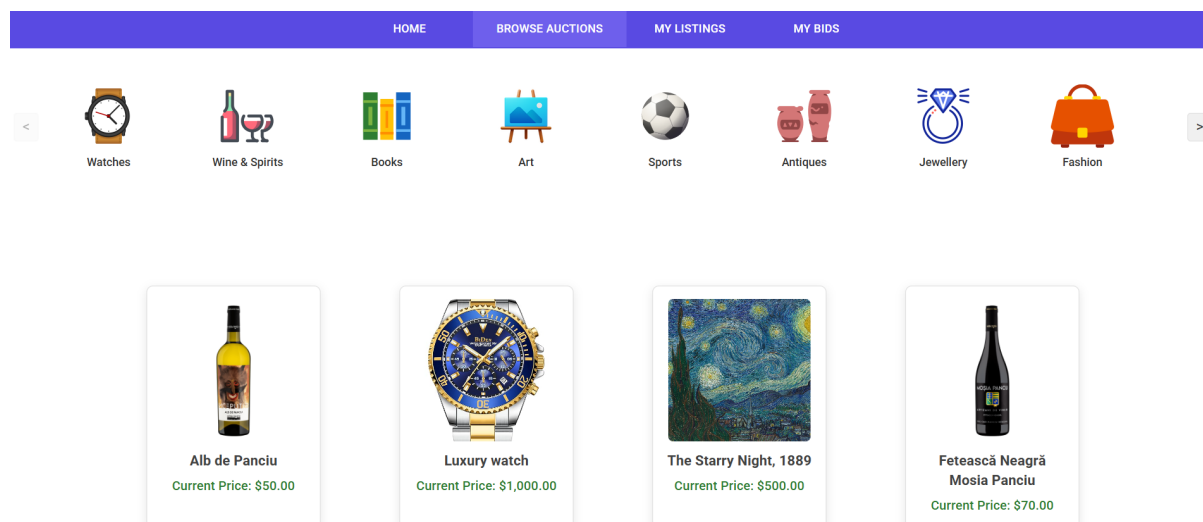 HOME BROWSE AUCTIONS MY LISTINGS MY BIDS
<
>
Watches Wine & Spirits Books Art Sports Antiques Jewellery Fashion
Alb de Panciu
Current Price: $50.00
Luxury watch
Current Price: $1,000.00
The Starry Night, 1889
Current Price: $500.00
MOSIA PANCIU
Fetească Neagră
Mosia Panciu
Current Price: $70.00